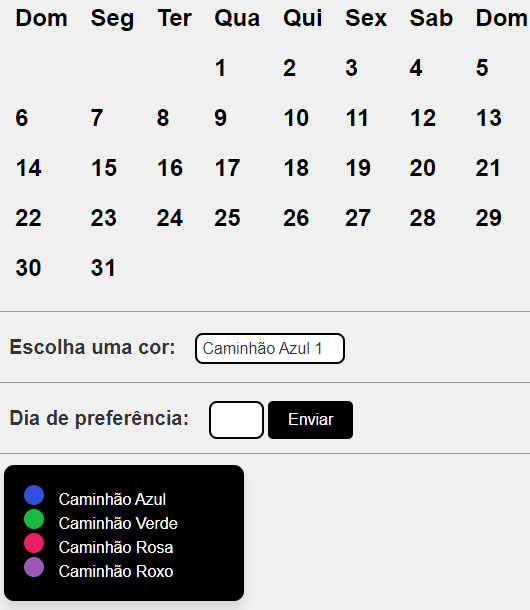 Dom Seg Ter Qua Qui Sex Sab Dom
1 2 3 4 5
6 7 8 9 10 11 12 13
14 15 16 17 18 19 20 21
22 23 24 25 26 27 28 29
30 31
Escolha uma cor: Caminhão Azul 1
Dia de preferência: Enviar
Caminhão Azul
Caminhão Verde
Caminhão Rosa
Caminhão Roxo